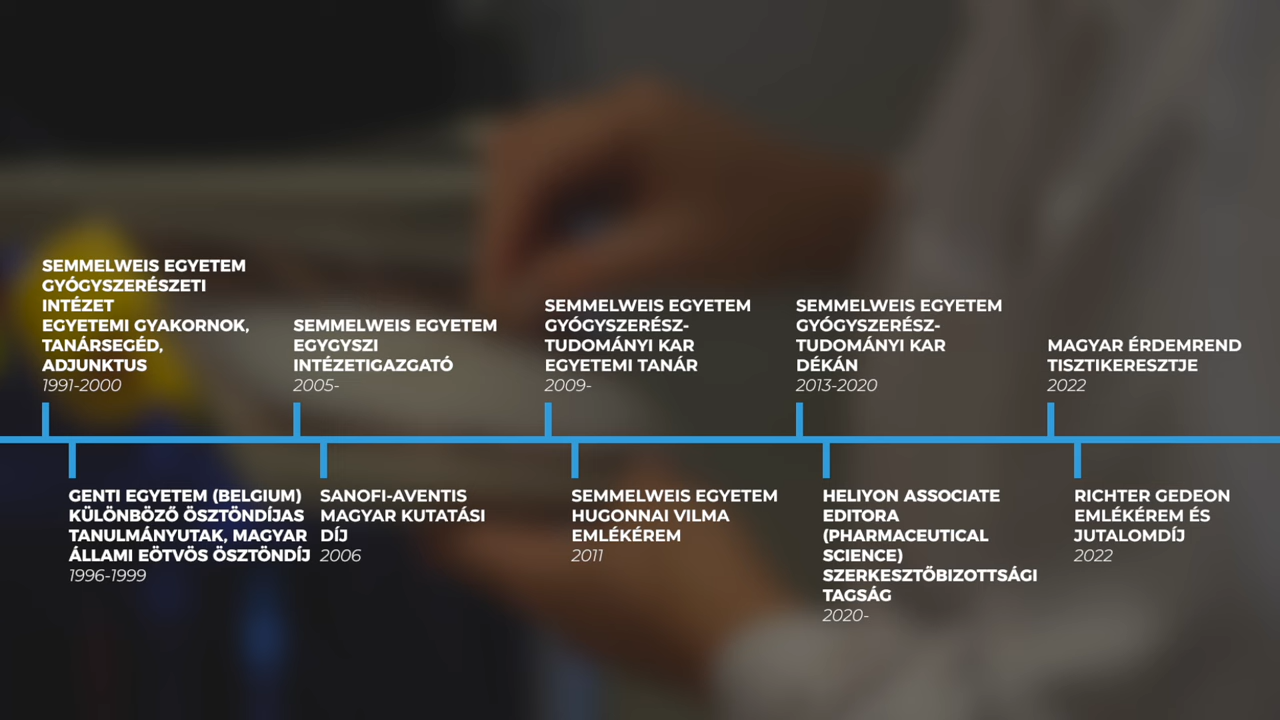 SEMMELWEIS EGYETEM
GYÓGYSZERÉSZETI
INTÉZET
EGYETEMI GYAKORNOK,
TANÁRSEGÉD,
ADJUNKTUS
1991-2000
SEMMELWEIS EGYETEM
EGYGYSZI
INTÉZETIGAZGATÓ
2005-
SEMMELWEIS EGYETEM
GYÓGYSZERÉSZ-
TUDOMÁNYI KAR
EGYETEMI TANÁR
2009-
SEMMELWEIS EGYETEM
GYÓGYSZERÉSZ-
TUDOMÁNYI KAR
DÉKÁN
2013-2020
MAGYAR ÉRDEMREND
TISZTIKERESZTJE
2022
GENTI EGYETEM (BELGIUM)
KÜLÖNBÖZŐ ÖSZTÖNDÍJAS
TANULMÁNYUTAK, MAGYAR
ÁLLAMI EÖTVÖS ÖSZTÖNDÍJ
1996-1999
SANOFI-AVENTIS
MAGYAR KUTATÁSI
DÍJ
2006
SEMMELWEIS EGYETEM
HUGONNAI VILMA
EMLÉKÉREM
2011
HELIYON ASSOCIATE
EDITORA
(PHARMACEUTICAL
SCIENCE)
SZERKESZTŐBIZOTTSÁGI
TAGSÁG
2020-
RICHTER GEDEON
EMLÉKÉREM ÉS
JUTALOMDÍJ
2022